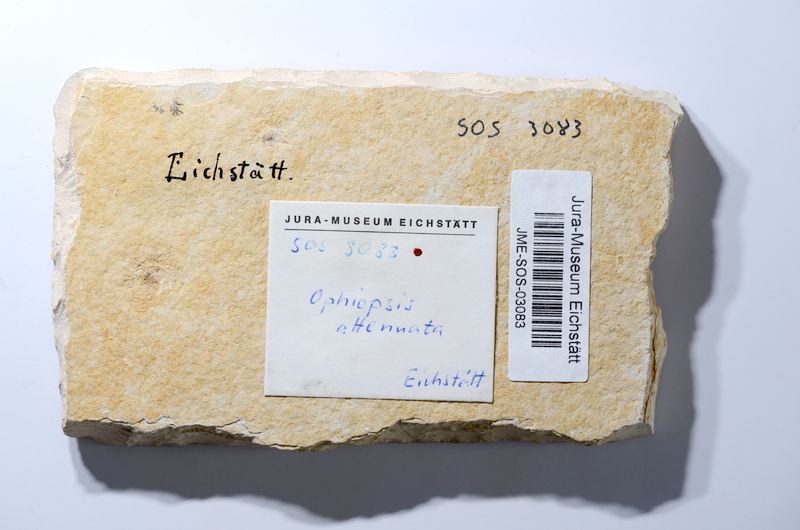 SOS 3083
Eichstätt.
JURA-MUSEUM EICHSTÄTT
SOS 3083
Ophiopsis
attenuata
Eichstätt
Jura-Museum Eichstätt
JME-SOS-03083